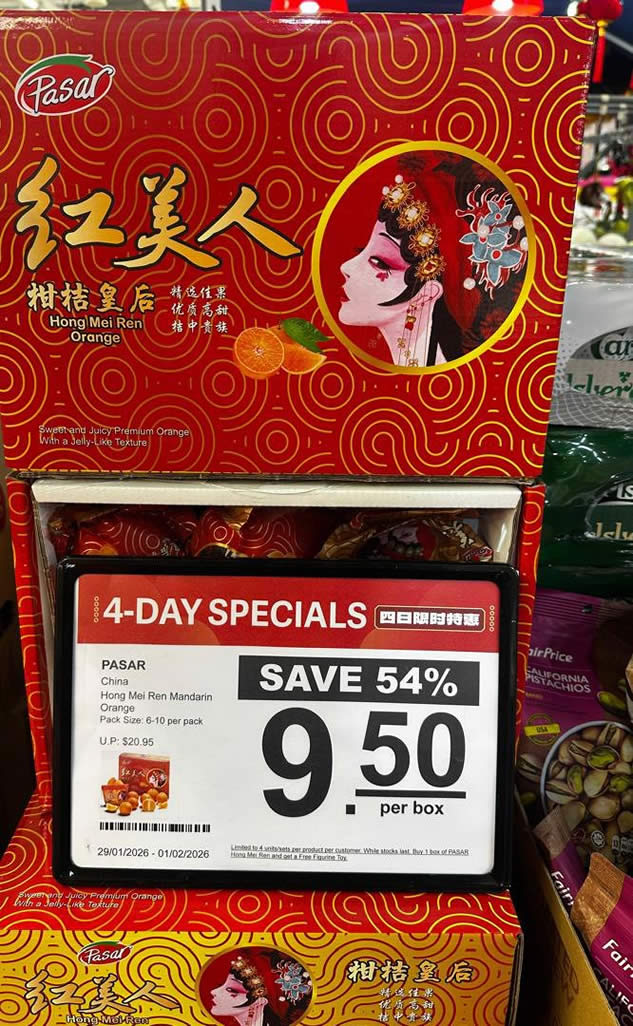 Pasar
红美人
柑桔皇后
Hong Mei Ren
Orange
精选佳果
优质高甜
桔中贵族
Sweet and Juicy Premium Orange
With a Jelly-Like Texture
4-DAY SPECIALS
四日限时特惠
PASAR
China
Hong Mei Ren Mandarin
Orange
Pack Size: 6-10 per pack
U.P: $20.95
SAVE 54%
9.50
per box
29/01/2026 - 01/02/2026
Limited to 4 units/sets per product per customer. While stocks last. Buy 1 box of PASAR
Hong Mei Ren and get a Free Figurine Toy.
Sweet and Juicy Premium Orange
With a Jelly-Like Texture
Pasar
红美人
Hong Mei Ren
柑桔皇后
精选佳果
优质高甜
桔中贵族
airPrice
CALIFORNIA
PISTACHIOS
USA
Fair
Fair